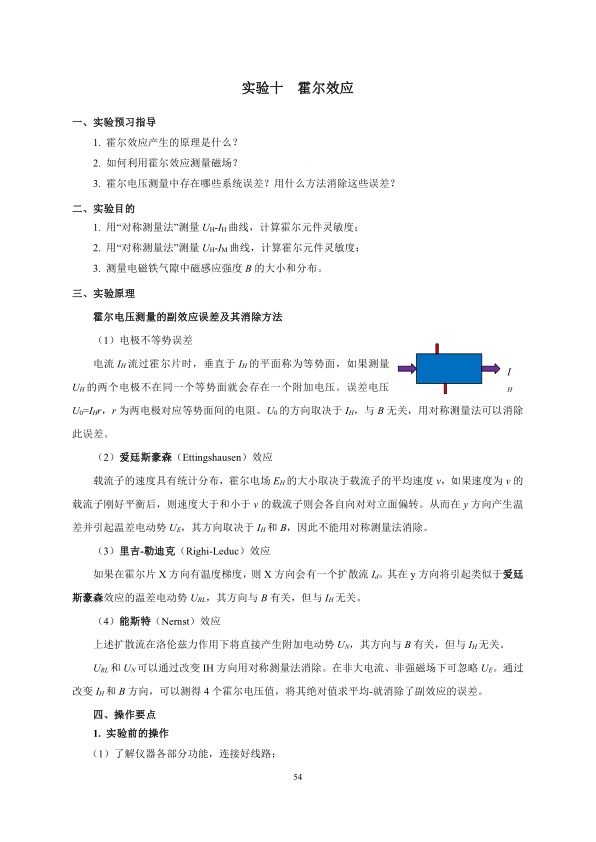 实验十 霍尔效应
一、实验预习指导
1. 霍尔效应产生的原理是什么?
2. 如何利用霍尔效应测量磁场?
3. 霍尔电压测量中存在哪些系统误差?用什么方法消除这些误差?
二、实验目的
1. 用“对称测量法”测量 UH-IH 曲线,计算霍尔元件灵敏度;
2. 用“对称测量法”测量 UH-IM 曲线,计算霍尔元件灵敏度;
3. 测量电磁铁气隙中磁感应强度 B 的大小和分布。
三、实验原理
霍尔电压测量的副效应误差及其消除方法
(1)电极不等势误差
电流 IH 流过霍尔片时,垂直于 IH 的平面称为等势面,如果测量
UH 的两个电极不在同一个等势面就会存在一个附加电压。误差电压
I
H
U0=IHr,r 为两电极对应等势面间的电阻。U0 的方向取决于 IH,与 B 无关,用对称测量法可以消除
此误差。
(2)爱廷斯豪森(Ettingshausen)效应
载流子的速度具有统计分布,霍尔电场 EH 的大小取决于载流子的平均速度 v,如果速度为 v 的
载流子刚好平衡后,则速度大于和小于 v 的载流子则会各自向对对立面偏转。从而在 y 方向产生温
差并引起温差电动势 UE,其方向取决于 IH 和 B,因此不能用对称测量法消除。
(3)里吉-勒迪克(Righi-Leduc)效应
如果在霍尔片 X 方向有温度梯度,则 X 方向会有一个扩散流 Id。其在 y 方向将引起类似于爱廷
斯豪森效应的温差电动势 URL,其方向与 B 有关,但与 IH 无关。
(4)能斯特(Nernst)效应
上述扩散流在洛伦兹力作用下将直接产生附加电动势 UN,其方向与 B 有关,但与 IH 无关。
URL 和 UN 可以通过改变 IH 方向用对称测量法消除。在非大电流、非强磁场下可忽略 UE。通过
改变 IH 和 B 方向,可以测得 4 个霍尔电压值,将其绝对值求平均-就消除了副效应的误差。
四、操作要点
1. 实验前的操作
(1)了解仪器各部分功能,连接好线路;
54